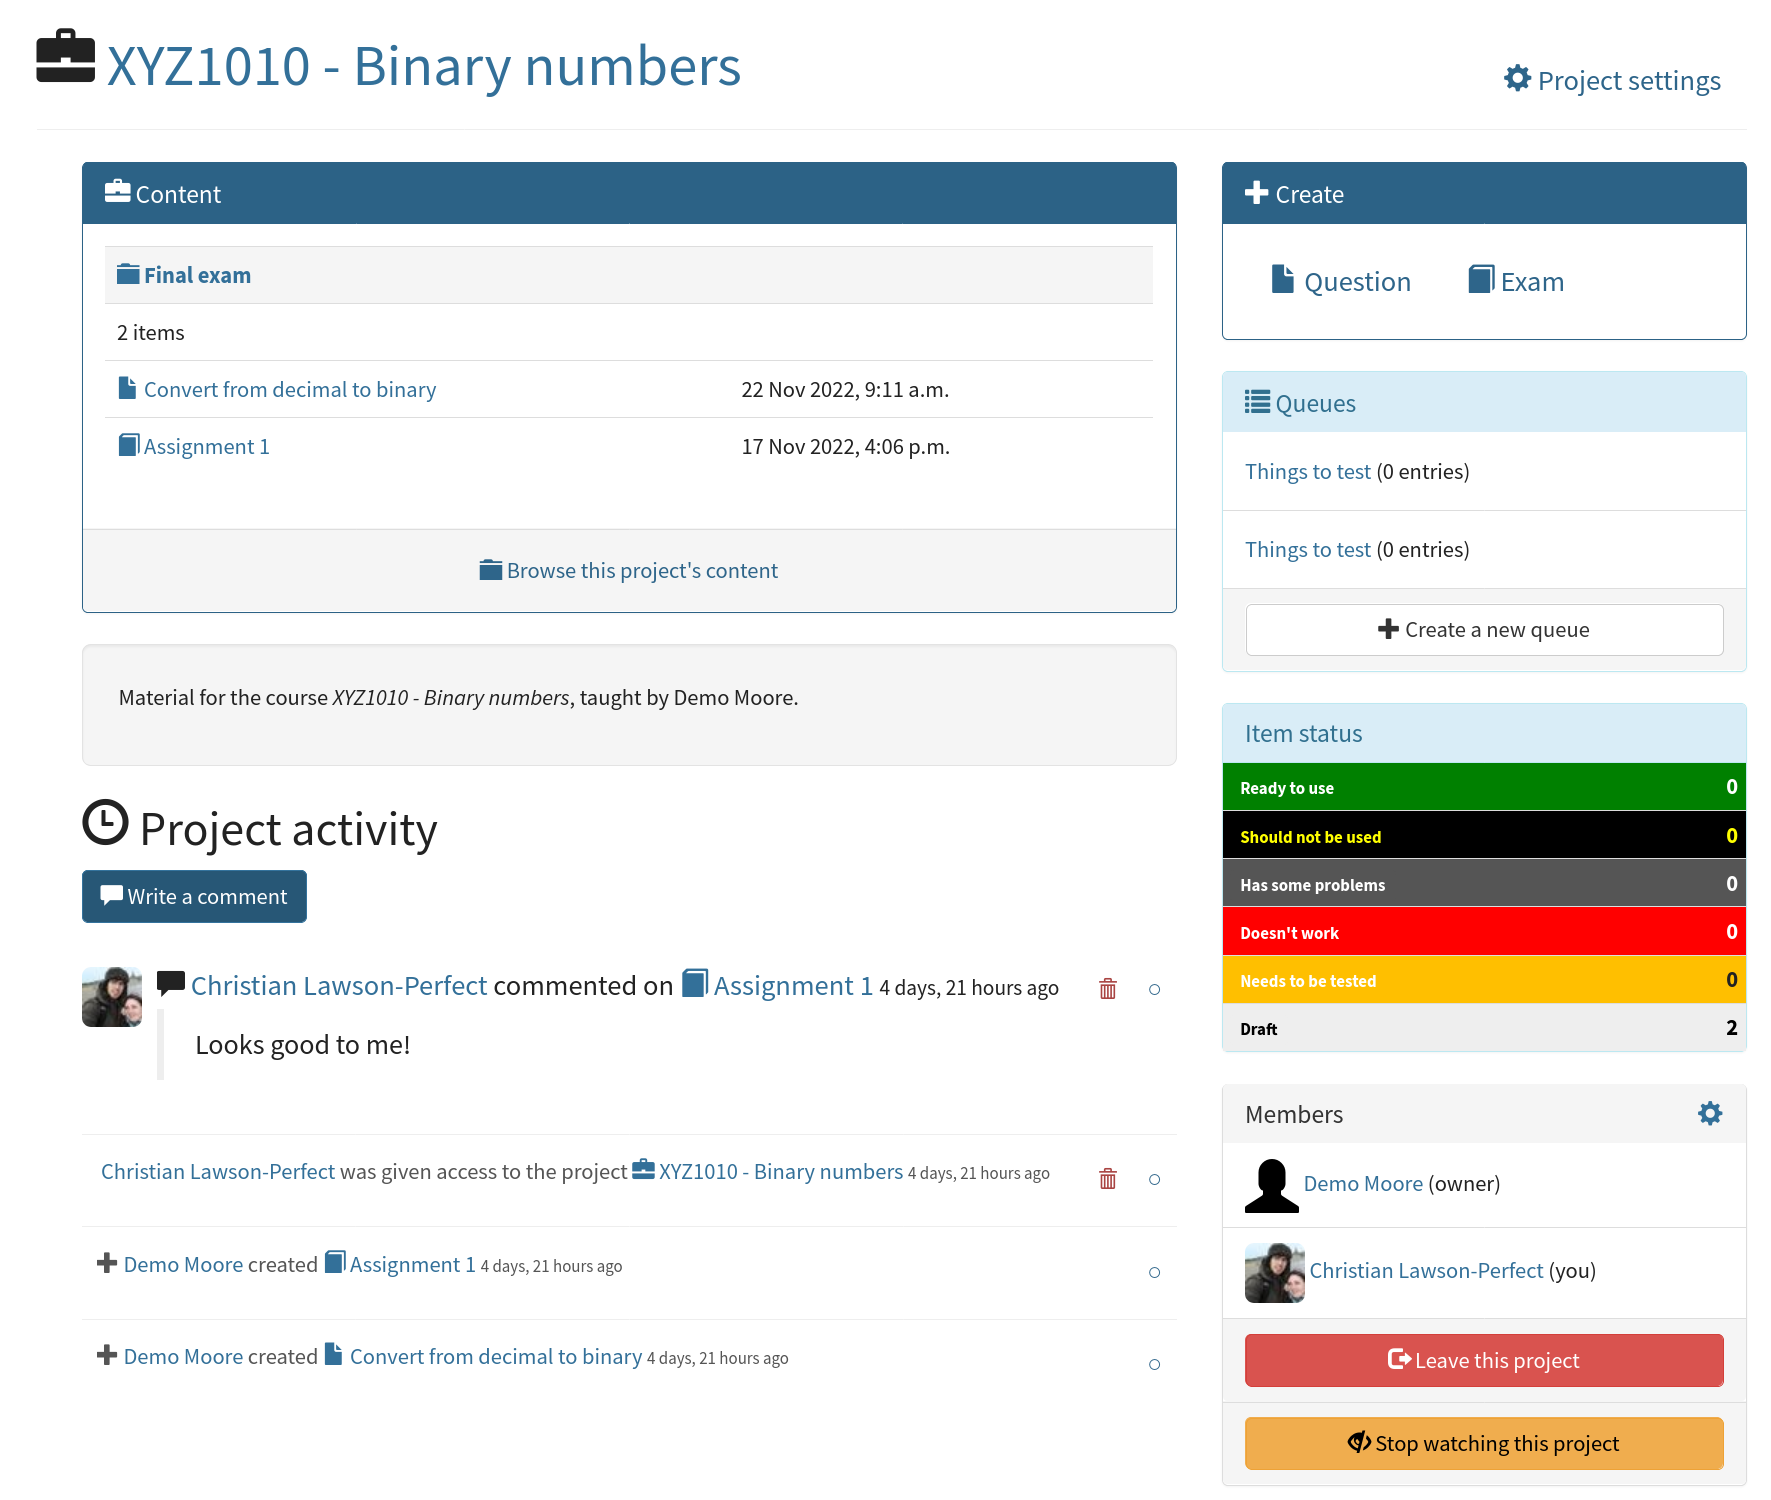 XYZ1010 - Binary numbers
Project settings
Content
Final exam
2 items
Convert from decimal to binary 22 Nov 2022, 9:11 a.m.
Assignment 1 17 Nov 2022, 4:06 p.m.
Browse this project's content
Material for the course XYZ1010 - Binary numbers, taught by Demo Moore.
Project activity
Write a comment
Christian Lawson-Perfect commented on Assignment 1 4 days, 21 hours ago
Looks good to me!
Christian Lawson-Perfect was given access to the project XYZ1010 - Binary numbers 4 days, 21 hours ago
Demo Moore created Assignment 1 4 days, 21 hours ago
Demo Moore created Convert from decimal to binary 4 days, 21 hours ago
Create
Question Exam
Queues
Things to test (0 entries)
Things to test (0 entries)
Create a new queue
Item status
Ready to use 0
Should not be used 0
Has some problems 0
Doesn't work 0
Needs to be tested 0
Draft 2
Members
Demo Moore (owner)
Christian Lawson-Perfect (you)
Leave this project
Stop watching this project